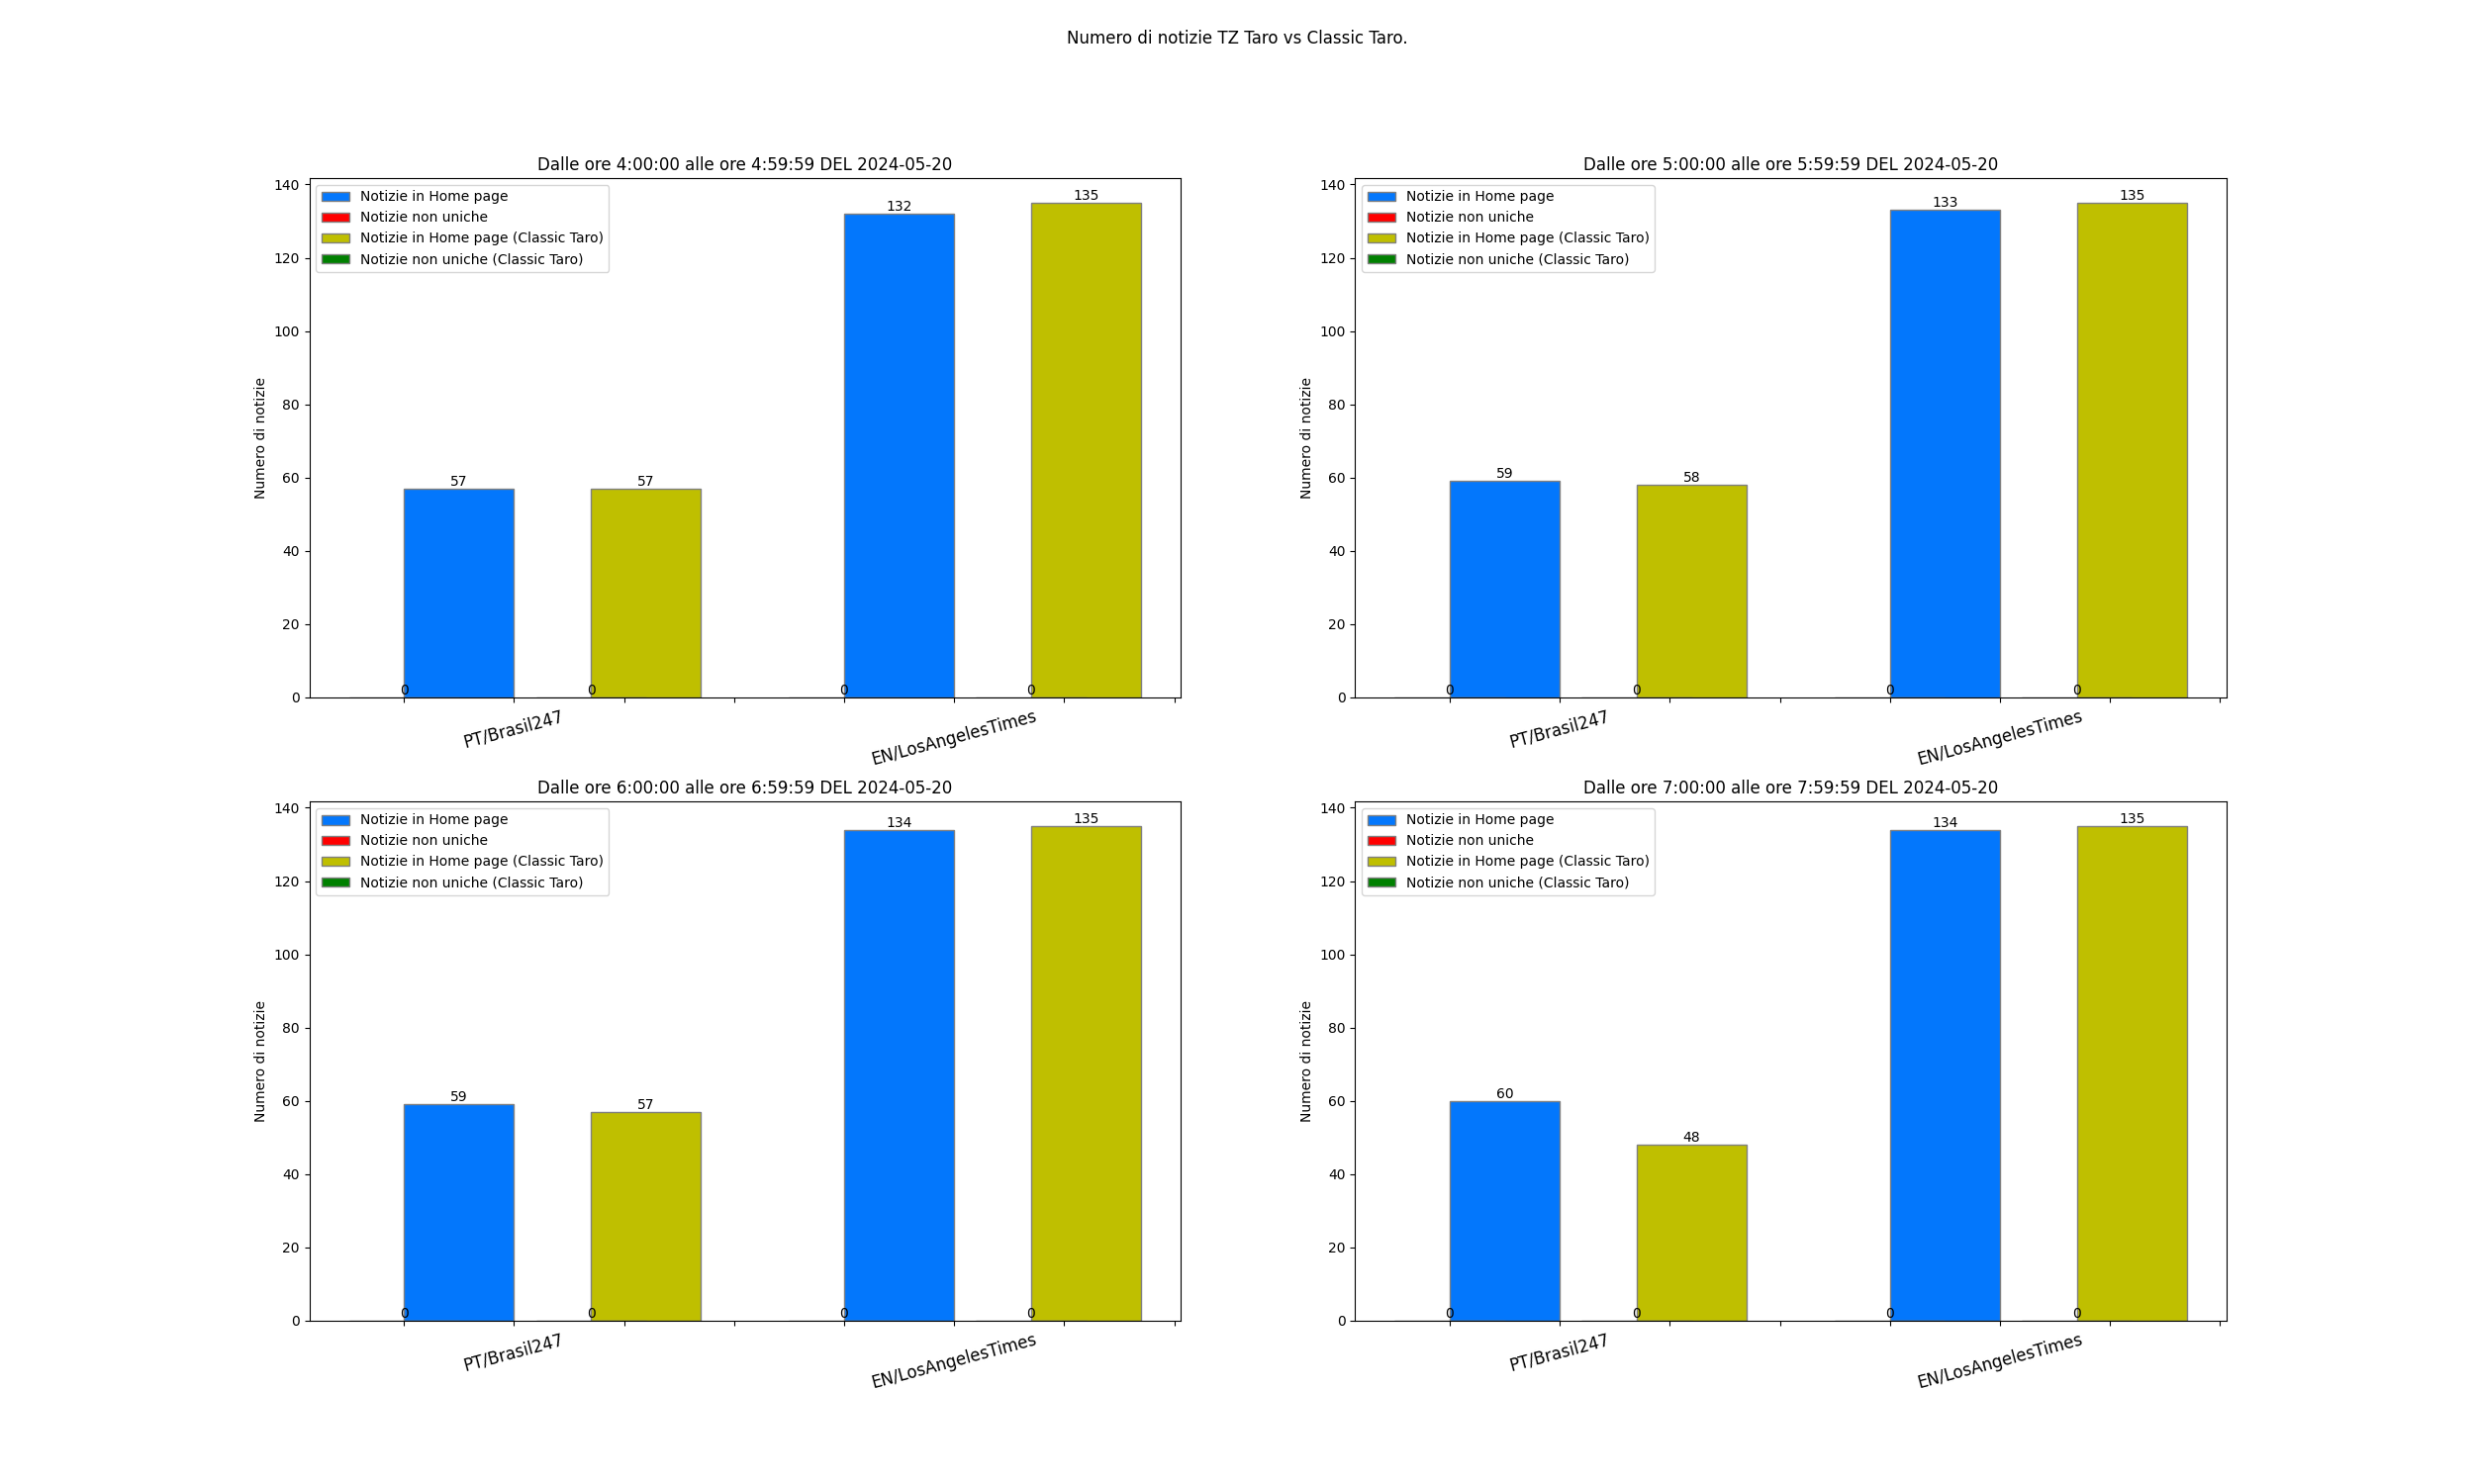 Numero di notizie TZ Taro vs Classic Taro.
Dalle ore 4:00:00 alle ore 4:59:59 DEL 2024-05-20
140
120
100
80
60
40
20
0
Numero di notizie
Notizie in Home page
Notizie non uniche
Notizie in Home page (Classic Taro)
Notizie non uniche (Classic Taro)
57
57
132
135
0
0
0
0
PT/Brasil247
EN/LosAngelesTimes
Dalle ore 5:00:00 alle ore 5:59:59 DEL 2024-05-20
140
120
100
80
60
40
20
0
Numero di notizie
Notizie in Home page
Notizie non uniche
Notizie in Home page (Classic Taro)
Notizie non uniche (Classic Taro)
59
58
133
135
0
0
0
0
PT/Brasil247
EN/LosAngelesTimes
Dalle ore 6:00:00 alle ore 6:59:59 DEL 2024-05-20
140
120
100
80
60
40
20
0
Numero di notizie
Notizie in Home page
Notizie non uniche
Notizie in Home page (Classic Taro)
Notizie non uniche (Classic Taro)
59
57
134
135
0
0
0
0
PT/Brasil247
EN/LosAngelesTimes
Dalle ore 7:00:00 alle ore 7:59:59 DEL 2024-05-20
140
120
100
80
60
40
20
0
Numero di notizie
Notizie in Home page
Notizie non uniche
Notizie in Home page (Classic Taro)
Notizie non uniche (Classic Taro)
60
48
134
135
0
0
0
0
PT/Brasil247
EN/LosAngelesTimes